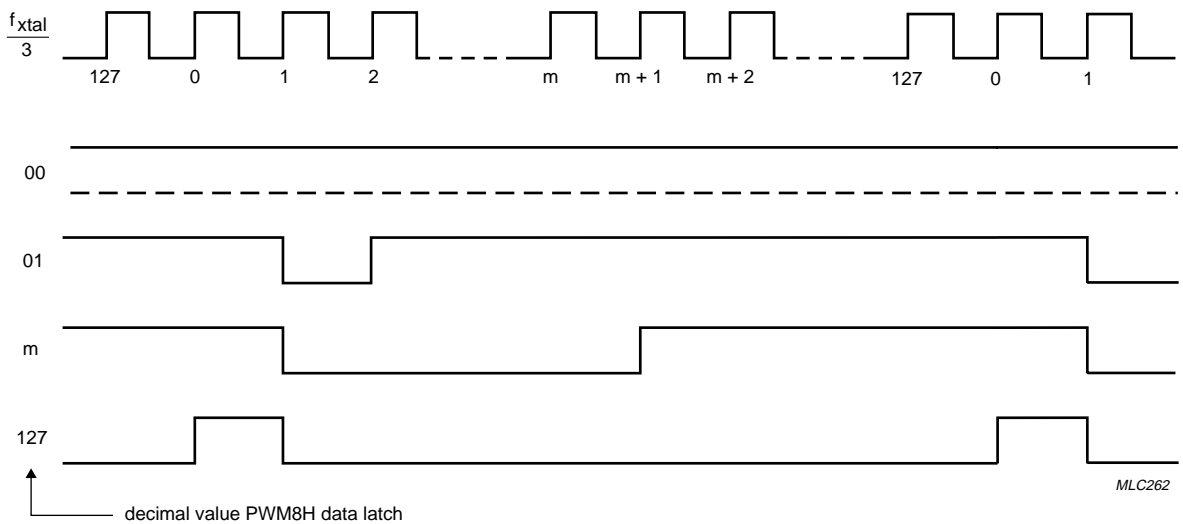 f xtal
3
127 0 1 2 m m + 1 m + 2 127 0 1
00
01
m
127
MLC262
decimal value PWM8H data latch